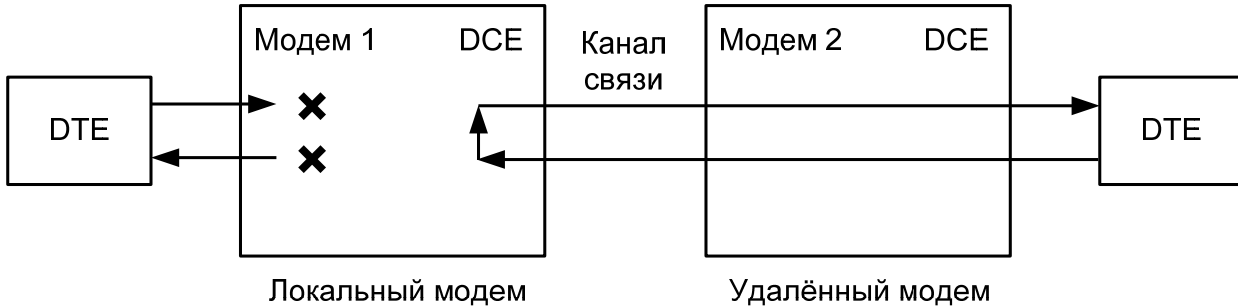 Модем 1 DCE
Канал
связи
Модем 2 DCE
DTE
DTE
Локальный модем
Удалённый модем